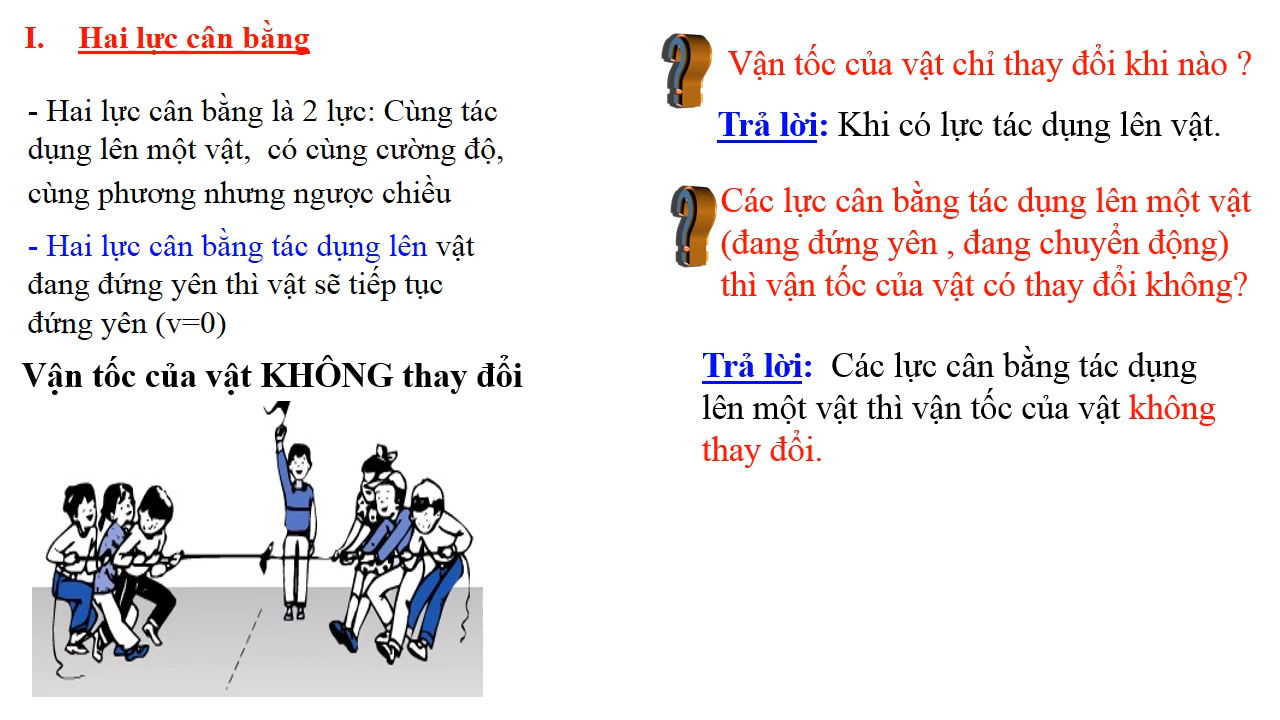 I. Hai lực cân bằng
- Hai lực cân bằng là 2 lực: Cùng tác
dụng lên một vật, có cùng cường độ,
cùng phương nhưng ngược chiều
- Hai lực cân bằng tác dụng lên vật
đang đứng yên thì vật sẽ tiếp tục
đứng yên (v=0)
Vận tốc của vật KHÔNG thay đổi
Vận tốc của vật chỉ thay đổi khi nào ?
Trả lời: Khi có lực tác dụng lên vật.
Các lực cân bằng tác dụng lên một vật
(đang đứng yên , đang chuyển động)
thì vận tốc của vật có thay đổi không?
Trả lời: Các lực cân bằng tác dụng
lên một vật thì vận tốc của vật không
thay đổi.